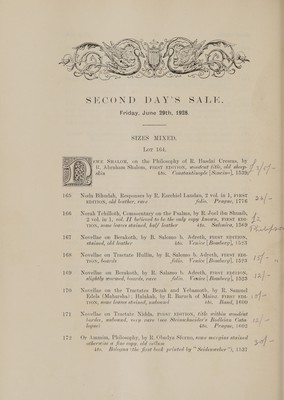 SECOND DAY'S SALE.
Friday, June 28th, 1928.
SIZES MIXED.
LOT 164.
NEWE SHALOM, on the Philosophy of R. Hasdai Crescas, by
R. Abraham Shalom, FIRST EDITION, woodcut title, old sheep-
skin 4to. Constantinople [Soncino], 1538
165 Noda Bihudah, Responses by R. Ezechiel Landau, 2 vol. in 1, FIRST
EDITION, old leather, rare folio. Prague, 1776
166 Norah Tehilloth, Commentary on the Psalms, by R. Joel ibn Shoaib,
2 vol. in 1, vol. II believed to be the only copy known, FIRST EDI-
TION, some leaves stained, half leather 4to. Salonica, 1569
167 Novellae on Berakoth, by R. Salomo b. Adreth, FIRST EDITION,
stained, old leather 4to. Venice [Bomberg], 1523
168 Novellae on Tractate Hullin, by R. Salomo b. Adreth, FIRST EDI-
TION, boards folio. Venice [Bomberg], 1523
169 Novellae on Berakoth, by R. Salomo b. Adreth, FIRST EDITION,
slightly stained, boards, rare folio. Venice [Bomberg], 1523
170 Novellae on the Tractates Bezah and Yebamoth, by R. Samuel
Edels (Maharsha); Halakah, by R. Baruch of Mainz, FIRST EDI-
TION, some leaves stained, unbound 4to. Basel, 1600
171 Novellae on Tractate Nidda, FIRST EDITION, title within woodcut
border, unbound, very rare (see Steinschneider's Bodleian Cata-
logue) 4to. Prague, 1602
172 Or Ammim, Philosophy, by R. Obadya Sforno, some margins stained
otherwise a fine copy, old vellum
4to. Bologna (the first book printed by "Seidenweber"), 1537